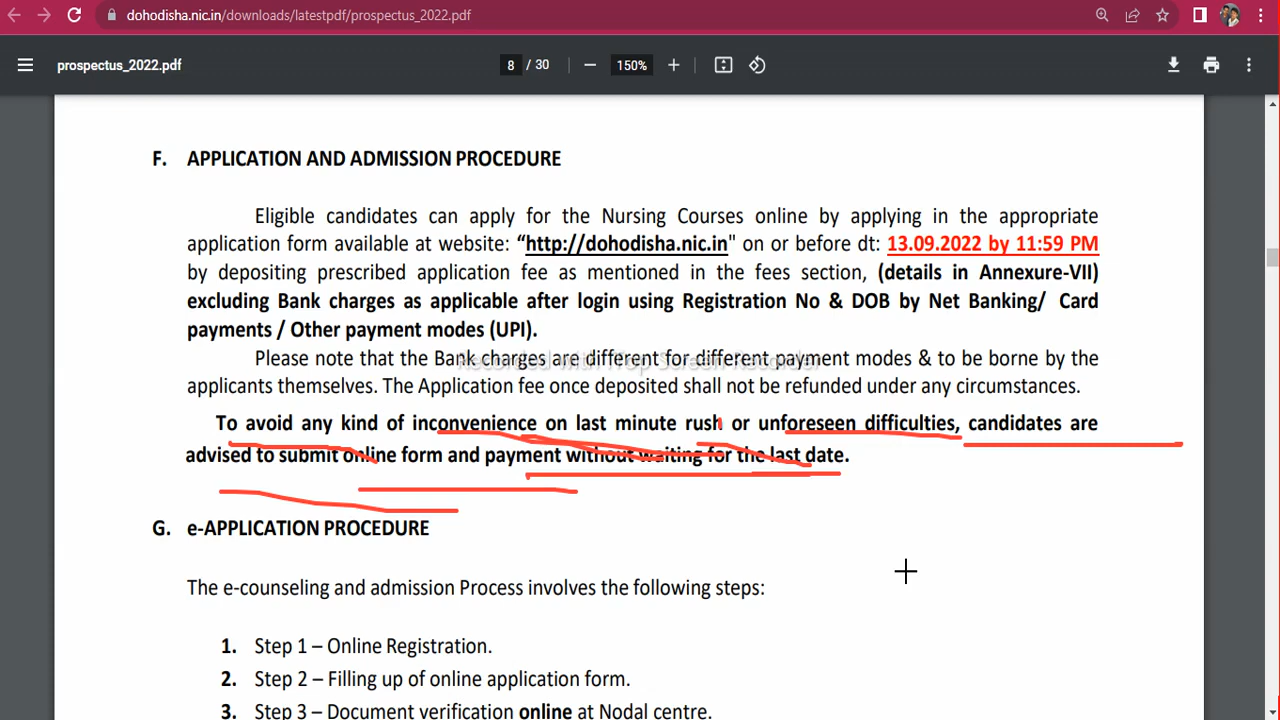 dohodisha.nic.in/downloads/latestpdf/prospectus_2022.pdf
prospectus_2022.pdf
8 / 30
150%
F. APPLICATION AND ADMISSION PROCEDURE
Eligible candidates can apply for the Nursing Courses online by applying in the appropriate
application form available at website: “http://dohodisha.nic.in" on or before dt: 13.09.2022 by 11:59 PM
by depositing prescribed application fee as mentioned in the fees section, (details in Annexure-VII)
excluding Bank charges as applicable after login using Registration No & DOB by Net Banking/ Card
payments / Other payment modes (UPI).
Please note that the Bank charges are different for different payment modes & to be borne by the
Recorded with iTop Screen Recorder
applicants themselves. The Application fee once deposited shall not be refunded under any circumstances.
To avoid any kind of inconvenience on last minute rush or unforeseen difficulties, candidates are
advised to submit online form and payment without waiting for the last date.
G. e-APPLICATION PROCEDURE
The e-counseling and admission Process involves the following steps:
1. Step 1 – Online Registration.
2. Step 2 – Filling up of online application form.
3. Step 3 – Document verification online at Nodal centre.